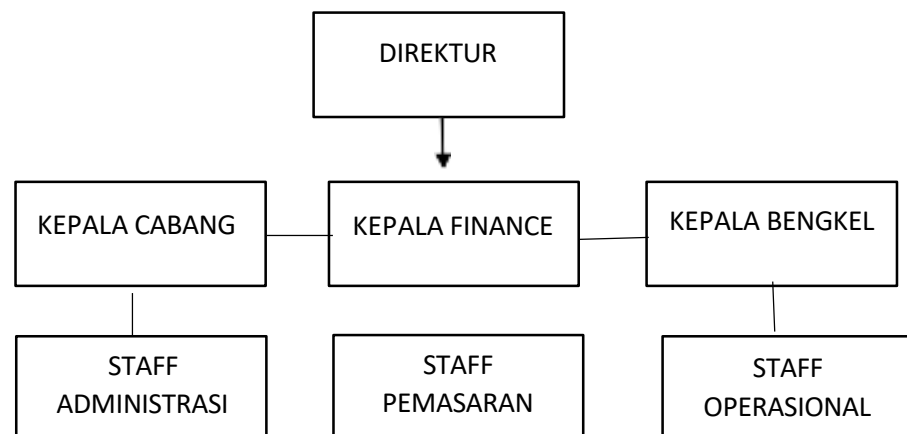 DIREKTUR
KEPALA CABANG
KEPALA FINANCE
KEPALA BENGKEL
STAFF
ADMINISTRASI
STAFF
PEMASARAN
STAFF
OPERASIONAL